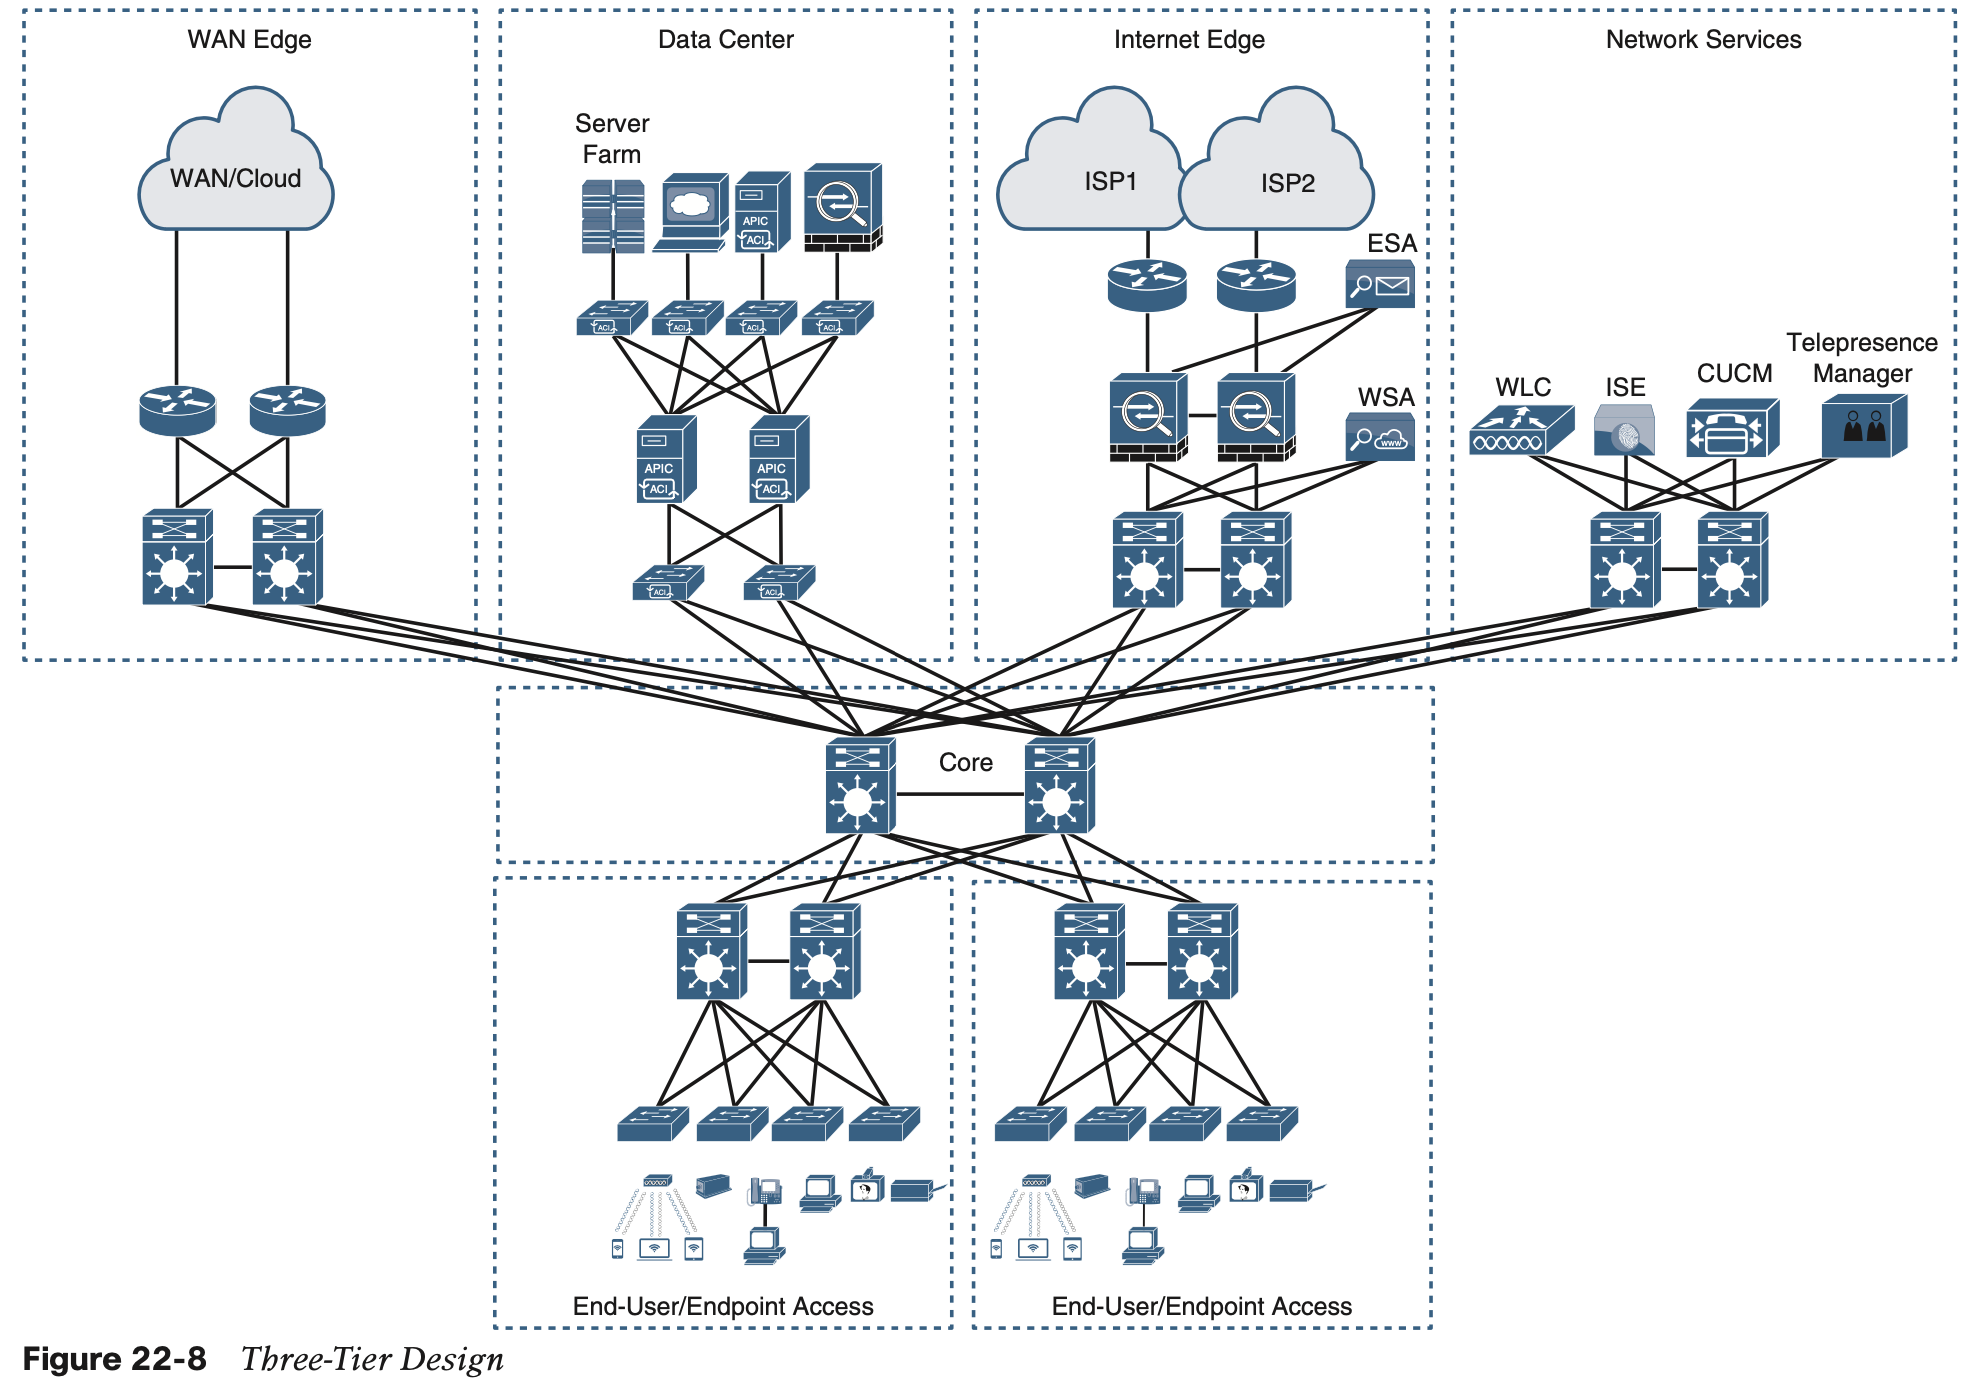 WAN Edge
Data Center
Internet Edge
Network Services
WAN/Cloud
Server
Farm
APIC
ACI
ISP1
ISP2
ESA
ACI
ACI
ACI
ACI
APIC
ACI
APIC
ACI
WSA
WWW
WLC
ISE
CUCM
Telepresence
Manager
ACI
ACI
Core
End-User/Endpoint Access
End-User/Endpoint Access
Figure 22-8 Three-Tier Design